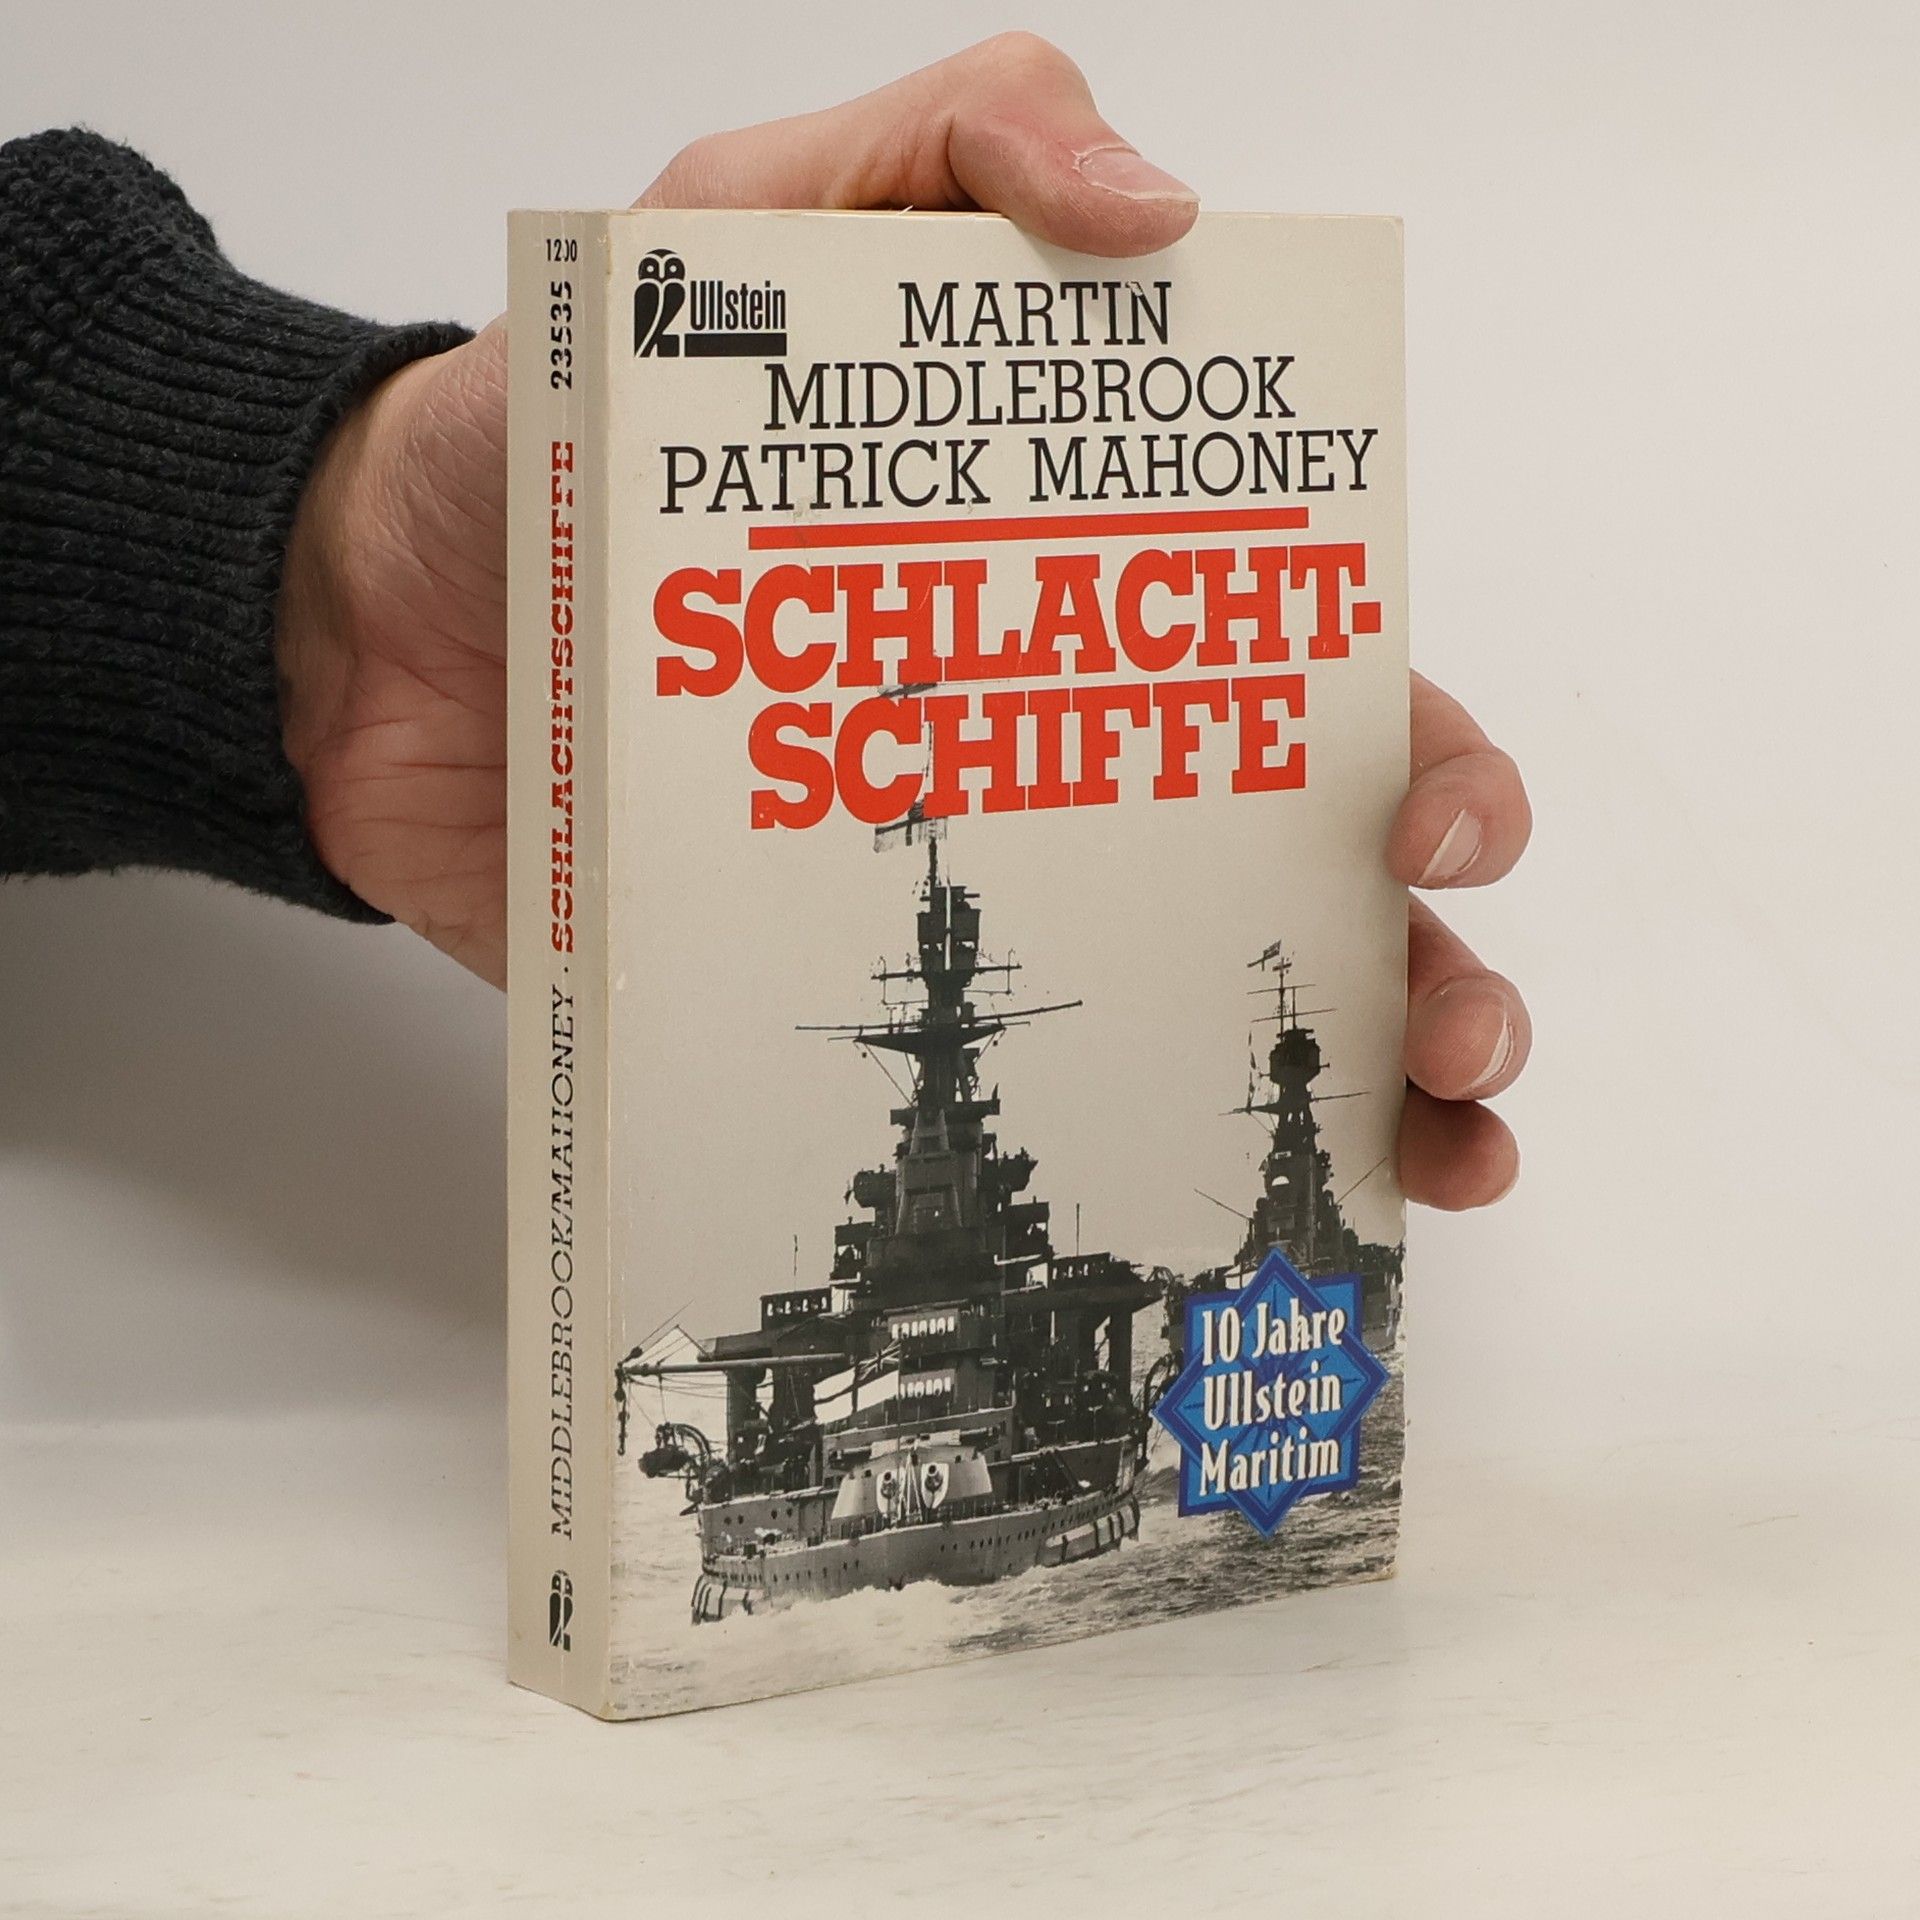 Ullstein
MARTIN
MIDDLEBROOK
PATRICK MAHONEY
SCHLACHT-
SCHIFFE
10 Jahre
Ullstein
Maritim
MIDDLEBROOK/MAHONEY · SCHLACHTSCHIFFE 23535